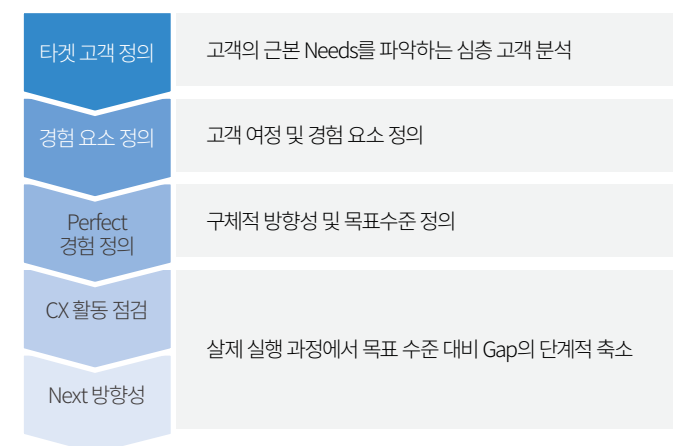 타겟 고객 정의
고객의 근본 Needs를 파악하는 심층 고객 분석
경험 요소 정의
고객 여정 및 경험 요소 정의
Perfect
경험 정의
구체적 방향성 및 목표수준 정의
CX 활동 점검
살제 실행 과정에서 목표 수준 대비 Gap의 단계적 축소
Next 방향성